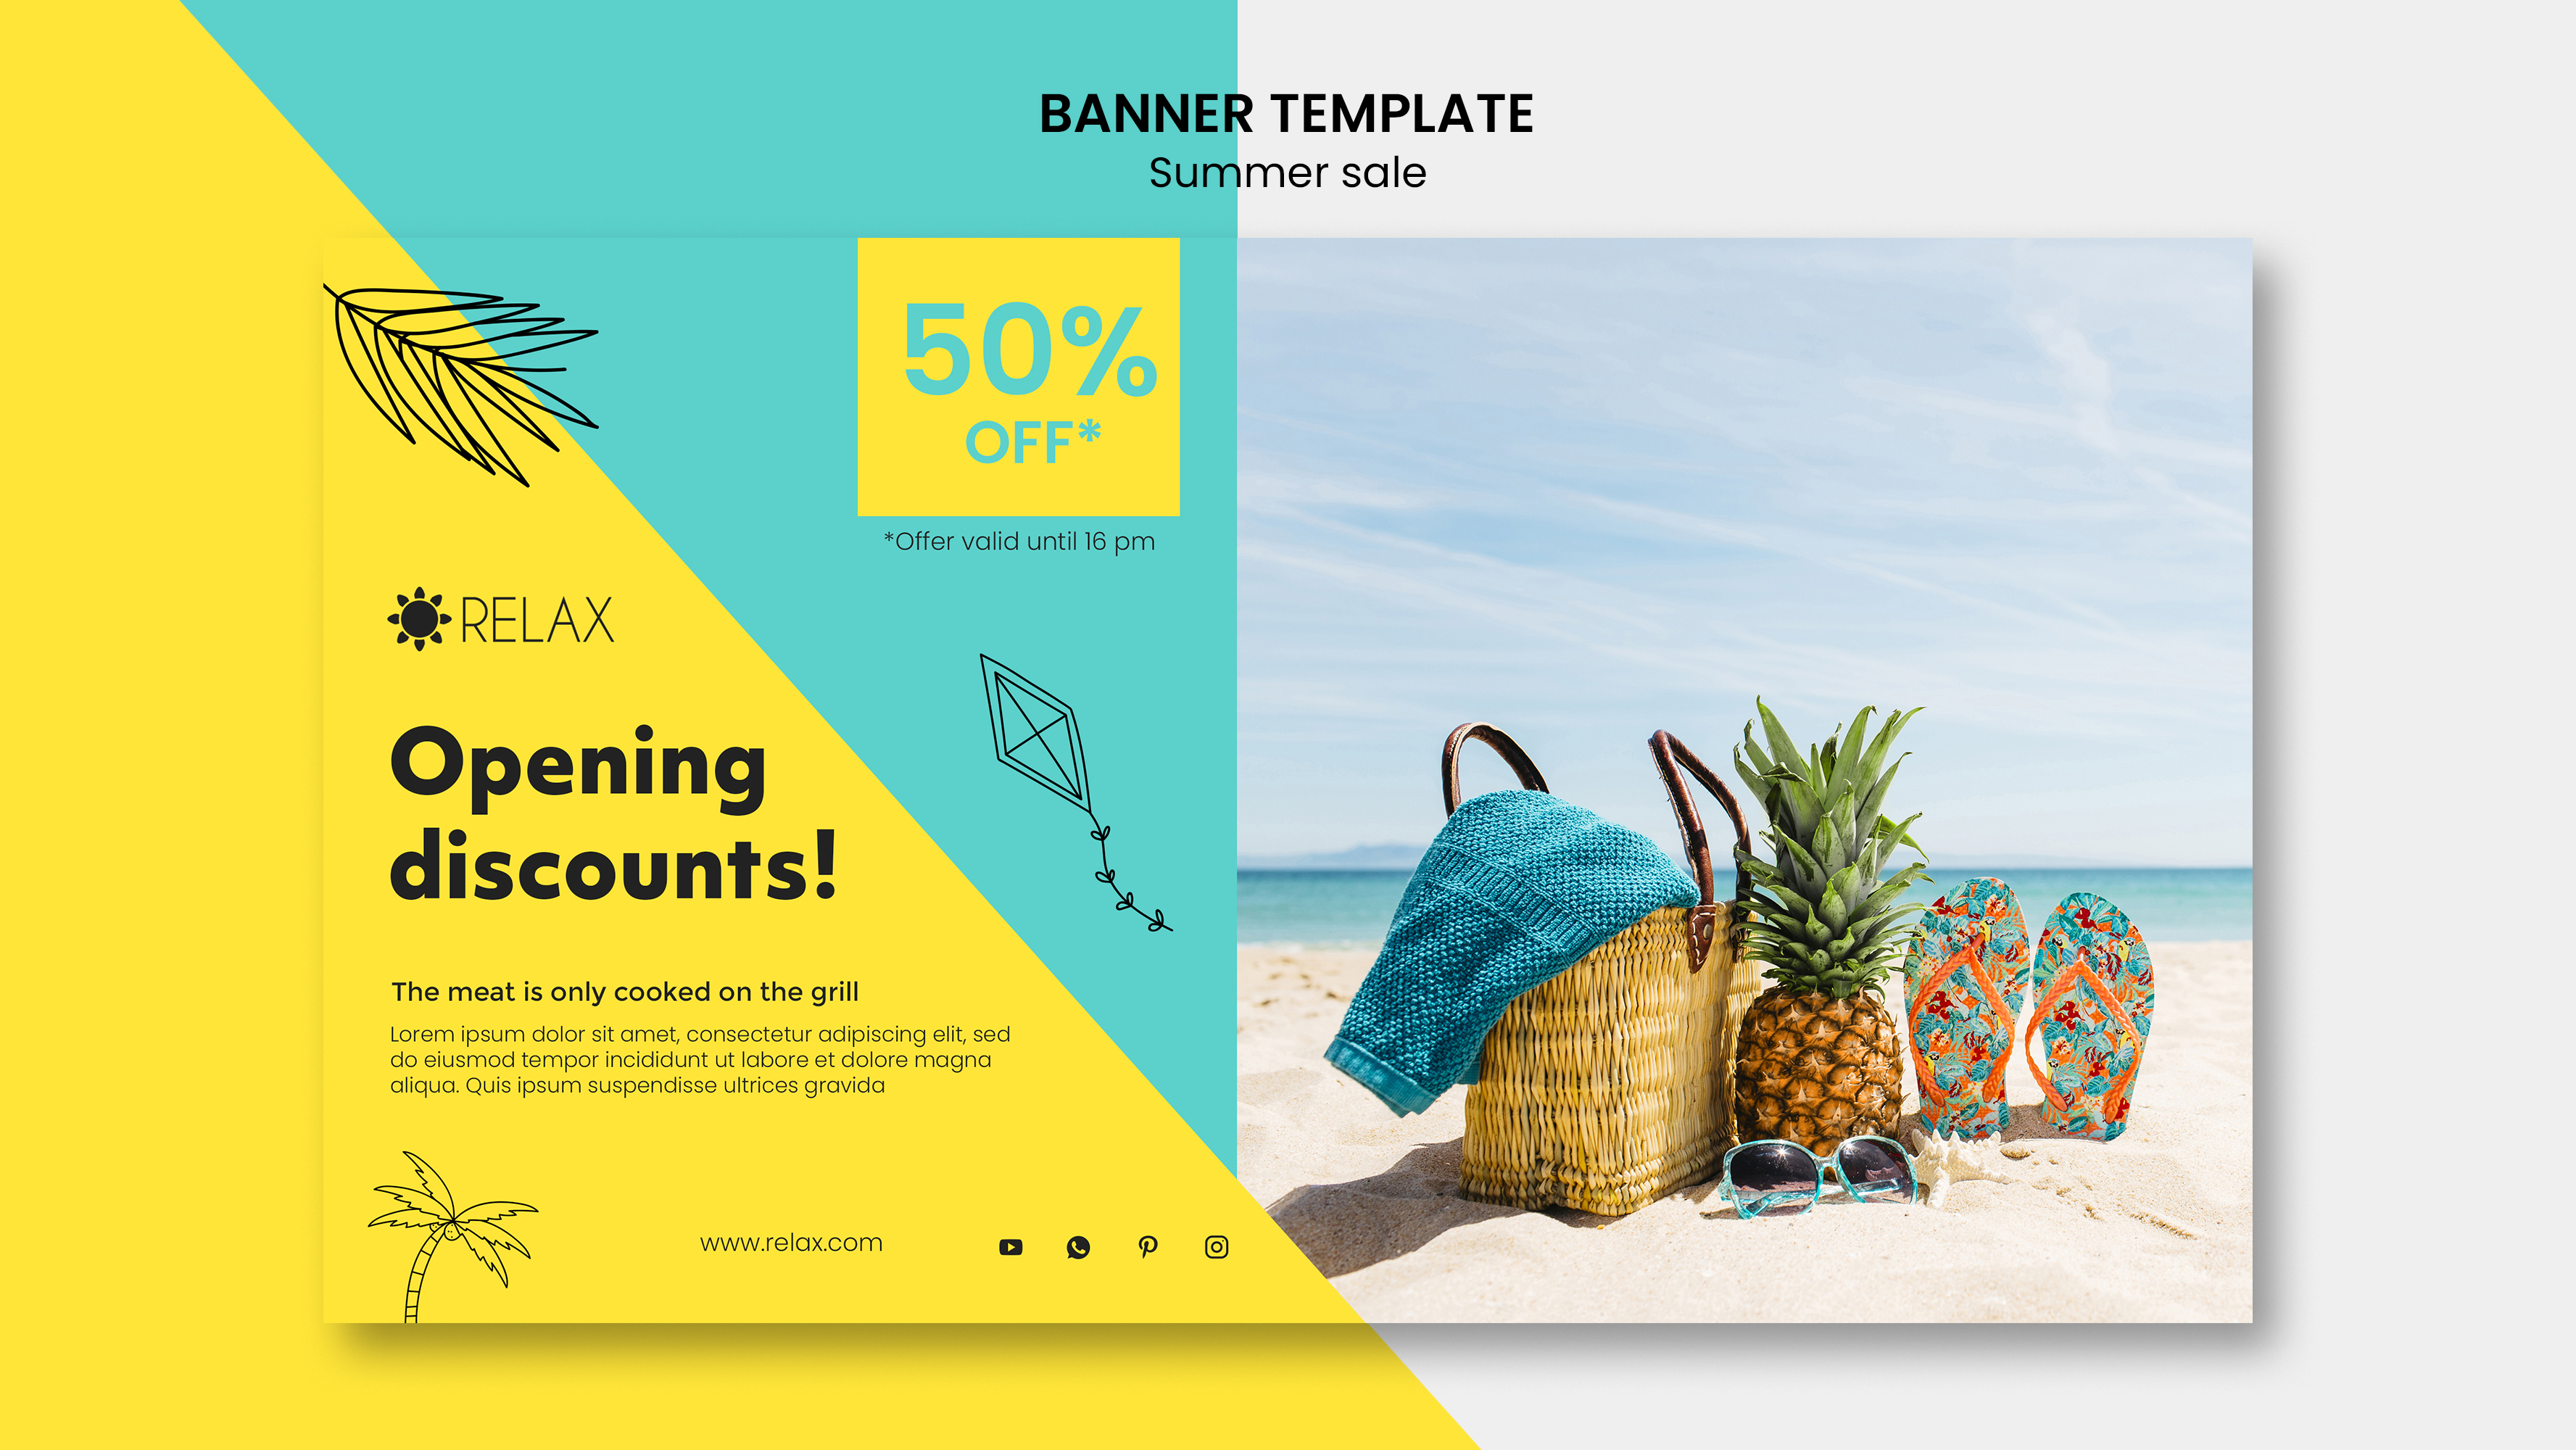 BANNER TEMPLATE
Summer sale
50%
OFF*
*Offer valid until 16 pm
RELAX
Opening
discounts!
The meat is only cooked on the grill
Lorem ipsum dolor sit amet, consectetur adipiscing elit, sed
do eiusmod tempor incididunt ut labore et dolore magna
aliqua. Quis ipsum suspendisse ultrices gravida
www.relax.com